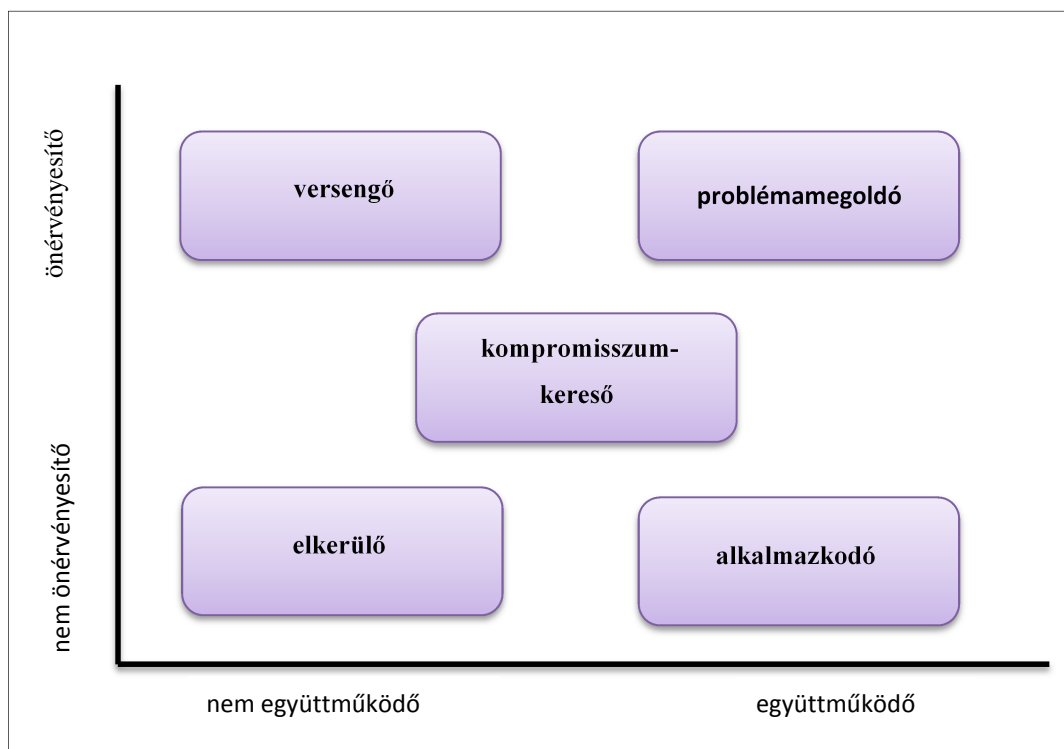 önérvényesítő
versengő
problémamegoldó
kompromisszum-
kereső
nem önérvényesítő
elkerülő
alkalmazkodó
nem együttműködő
együttműködő